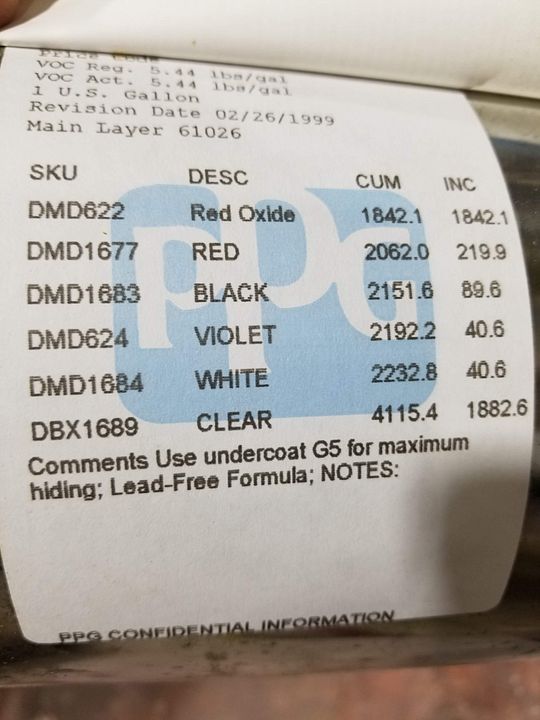 Price Code
VOC Reg. 5.44 lbs/gal
VOC Act. 5.44 lbs/gal
1 U.S. Gallon
Revision Date 02/26/1999
Main Layer 61026
SKU DESC CUM INC
DMD622 Red Oxide 1842.1 1842.1
DMD1677 RED 2062.0 219.9
DMD1683 BLACK 2151.6 89.6
DMD624 VIOLET 2192.2 40.6
DMD1684 WHITE 2232.8 40.6
DBX1689 CLEAR 4115.4 1882.6
Comments Use undercoat G5 for maximum
hiding; Lead-Free Formula; NOTES:
PPG
PPG CONFIDENTIAL INFORMATION